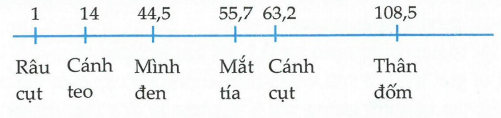 1 14 44,5 55,7 63,2 108,5
Râu Cánh Mình Mắt Cánh Thân
cụt teo đen tía cụt đốm